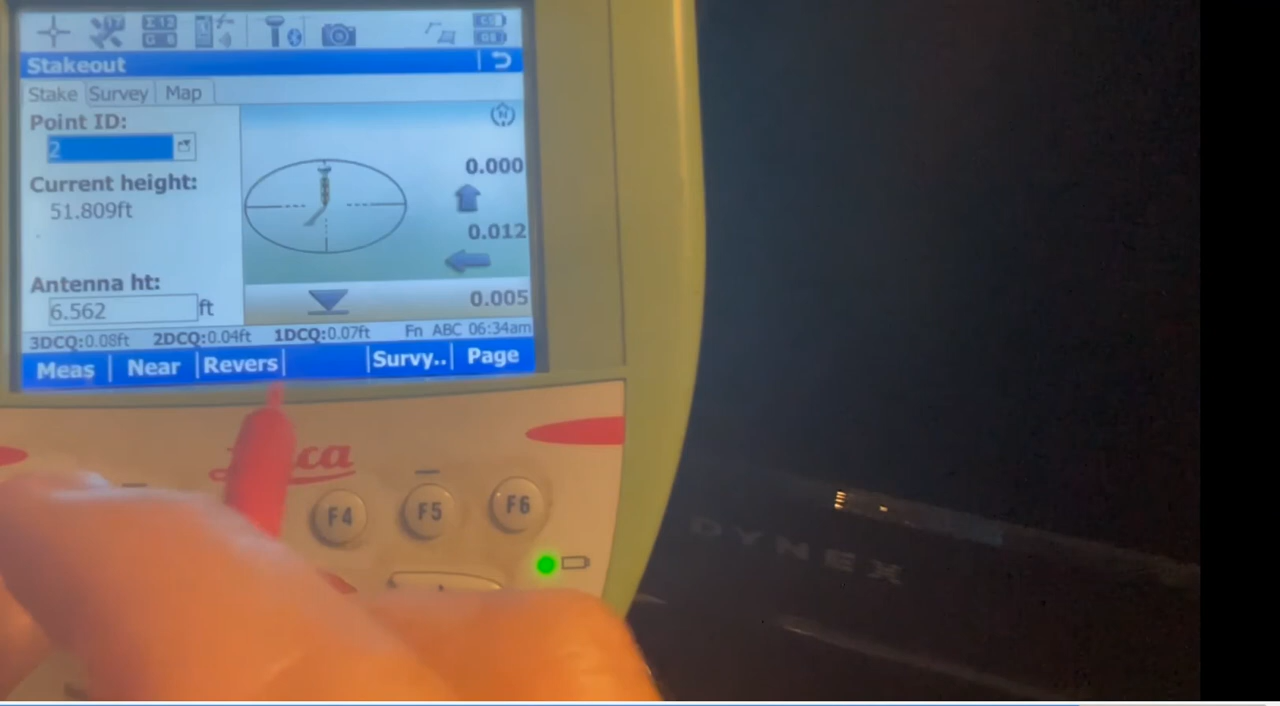 Stakeout
Stake Survey Map
Point ID:
2
Current height:
51.809ft
Antenna ht:
6.562 ft
0.000
0.012
0.005
3DCQ:0.08ft 2DCQ:0.04ft 1DCQ:0.07ft Fn ABC 06:34am
Meas Near Revers Survy.. Page
F4 F5 F6
DYNEX